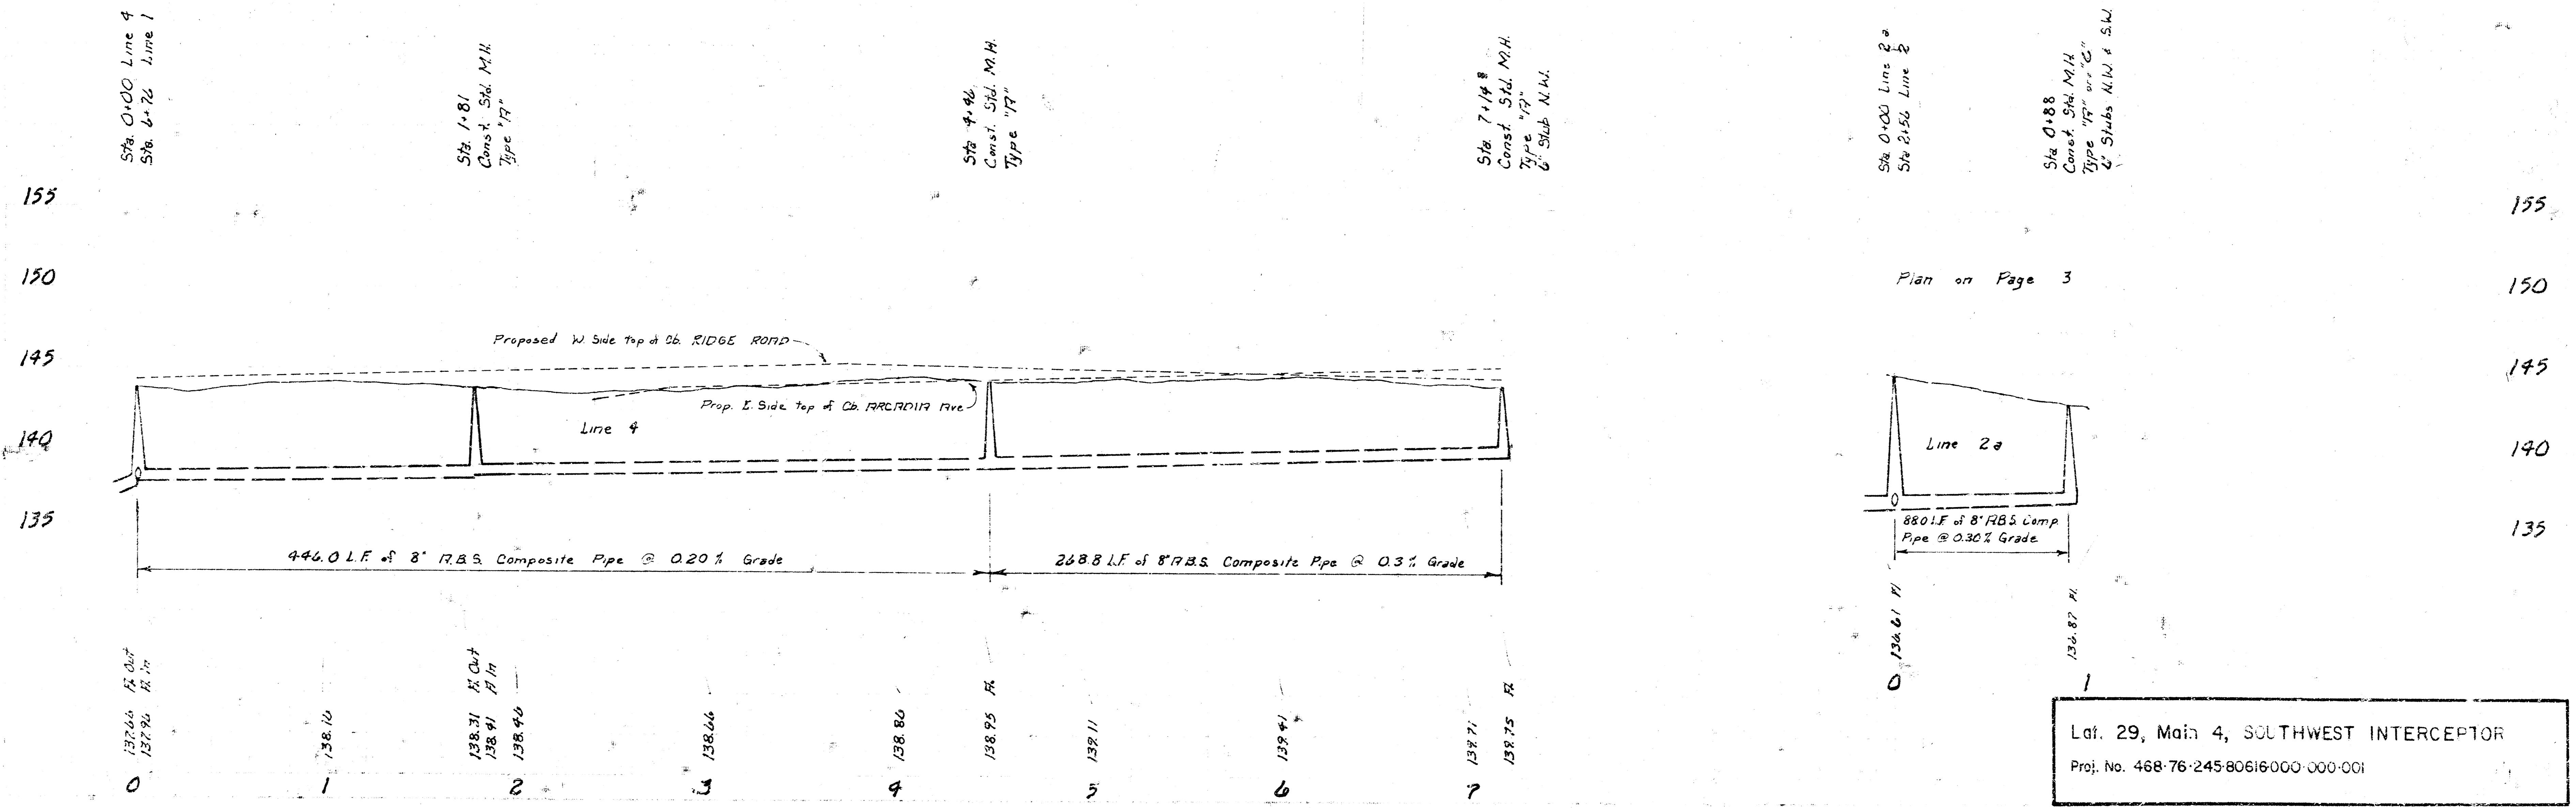 Sta. 0+00 Line 4
Sta. 6+76 Line 1
Sta. 1+81
Const. Std. M.H.
Type "A"
Sta 4+46
Const. Std. M.H.
Type "A"
Sta. 7+14.8
Const. Std. M.H.
Type "A"
6" Stub N.W.
Sta 0+00 Line 2a
Sta 2+56 Line 2
Sta 0+88
Const. Std. M.H.
Type "A" or "C"
6" Stubs N.W. & S.W.
155
155
150
Plan on Page 3
150
Proposed W. Side top of Cb. RIDGE ROAD
145
145
Prop. E. Side top of Cb. ARCADIA Ave
Line 4
140
Line 2a
140
135
135
88.0 L.F. of 8" A.B.S. Comp.
Pipe @ 0.30% Grade
446.0 L.F. of 8" A.B.S. Composite Pipe @ 0.20% Grade
268.8 L.F. of 8" A.B.S. Composite Pipe @ 0.3% Grade
137.66 Fl. Out
137.96 Fl. In
138.16
138.31 Fl. Out
138.41 Fl. In
138.46
138.66
138.86
138.95 Fl.
139.11
139.41
139.71
139.75 Fl.
136.61 Fl.
136.87 Fl.
0 1
0 1 2 3 4 5 6 7
Lat. 29, Main 4, SOUTHWEST INTERCEPTOR
Proj. No. 468-76-245-80616-000-000-001